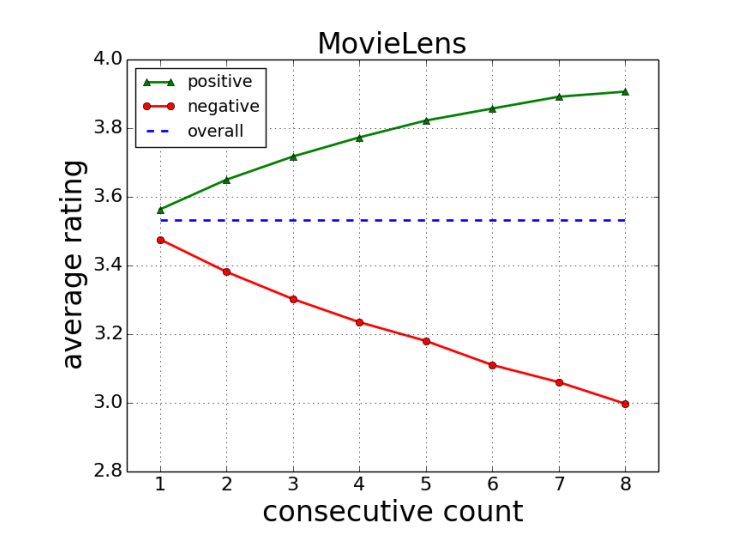 MovieLens
4.0
3.8
3.6
3.4
3.2
3.0
2.8
average rating
positive
negative
overall
1 2 3 4 5 6 7 8
consecutive count